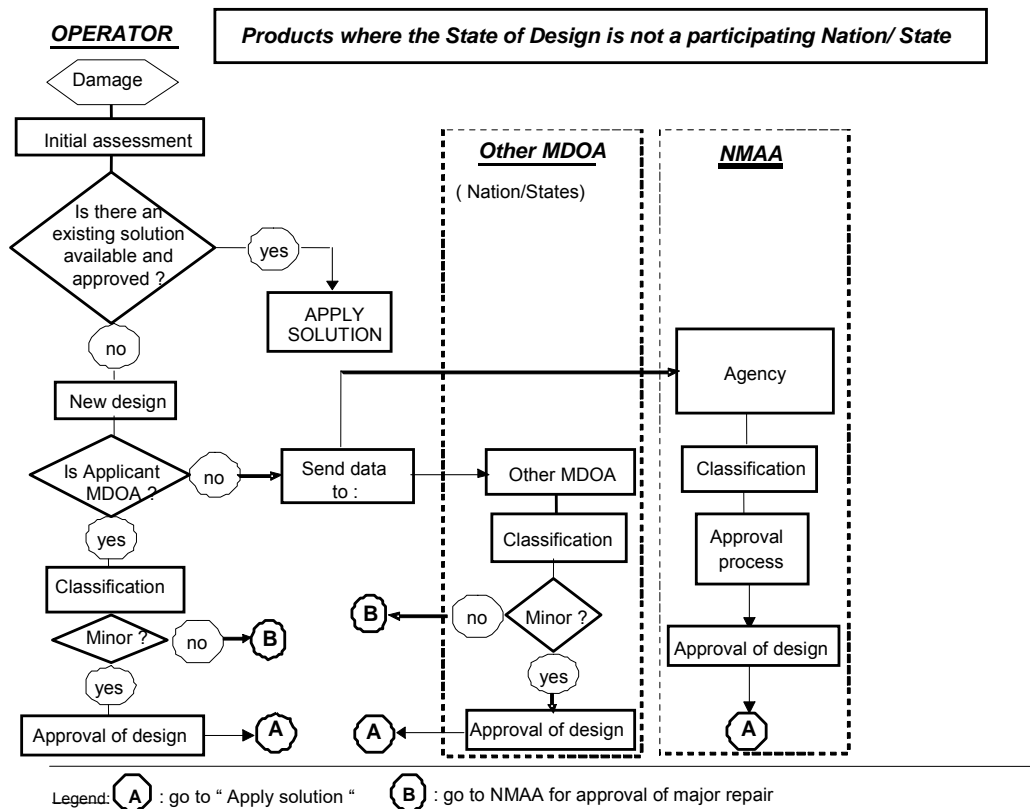 OPERATOR
Products where the State of Design is not a participating Nation/ State
Damage
Initial assessment
Other MDOA
NMAA
( Nation/States)
Is there an
existing solution
available and
approved ?
yes
APPLY
SOLUTION
no
Agency
New design
Is Applicant
MDOA ?
no
Send data
to :
Other MDOA
Classification
yes
Classification
Approval
process
Classification
Minor ?
no
B
B
no
Minor ?
Approval of design
yes
yes
Approval of design
A
A
Approval of design
A
Legend: A : go to “ Apply solution “ B : go to NMAA for approval of major repair